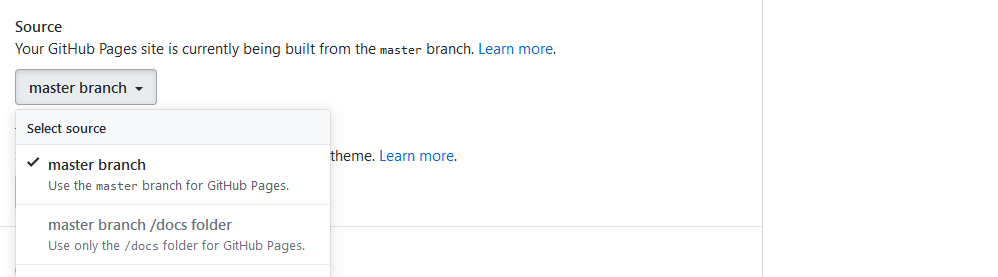 Source
Your GitHub Pages site is currently being built from the master branch. Learn more.
master branch
Select source
theme. Learn more.
master branch
Use the master branch for GitHub Pages.
master branch /docs folder
Use only the /docs folder for GitHub Pages.